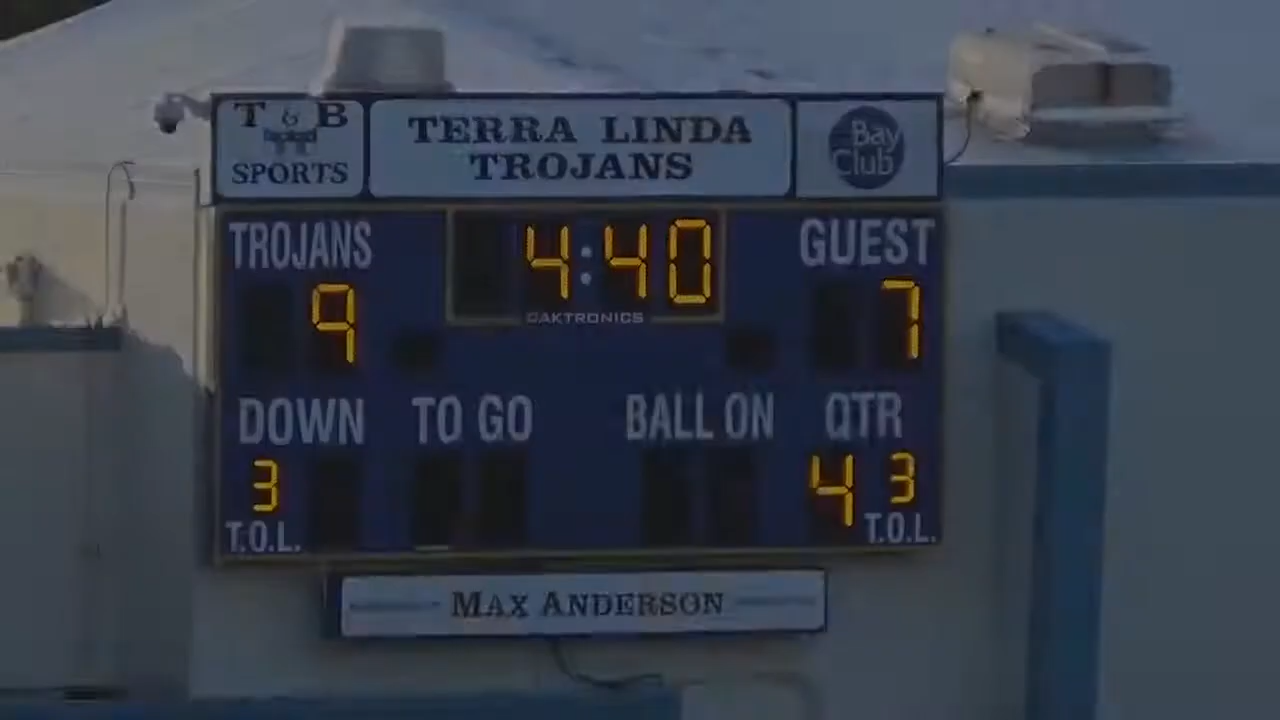 T & B
SPORTS
TERRA LINDA
TROJANS
Bay
Club
TROJANS
4:40
GUEST
DAKTRONICS
9
7
DOWN
TO GO
BALL ON
QTR
3
4
3
T.O.L.
T.O.L.
MAX ANDERSON